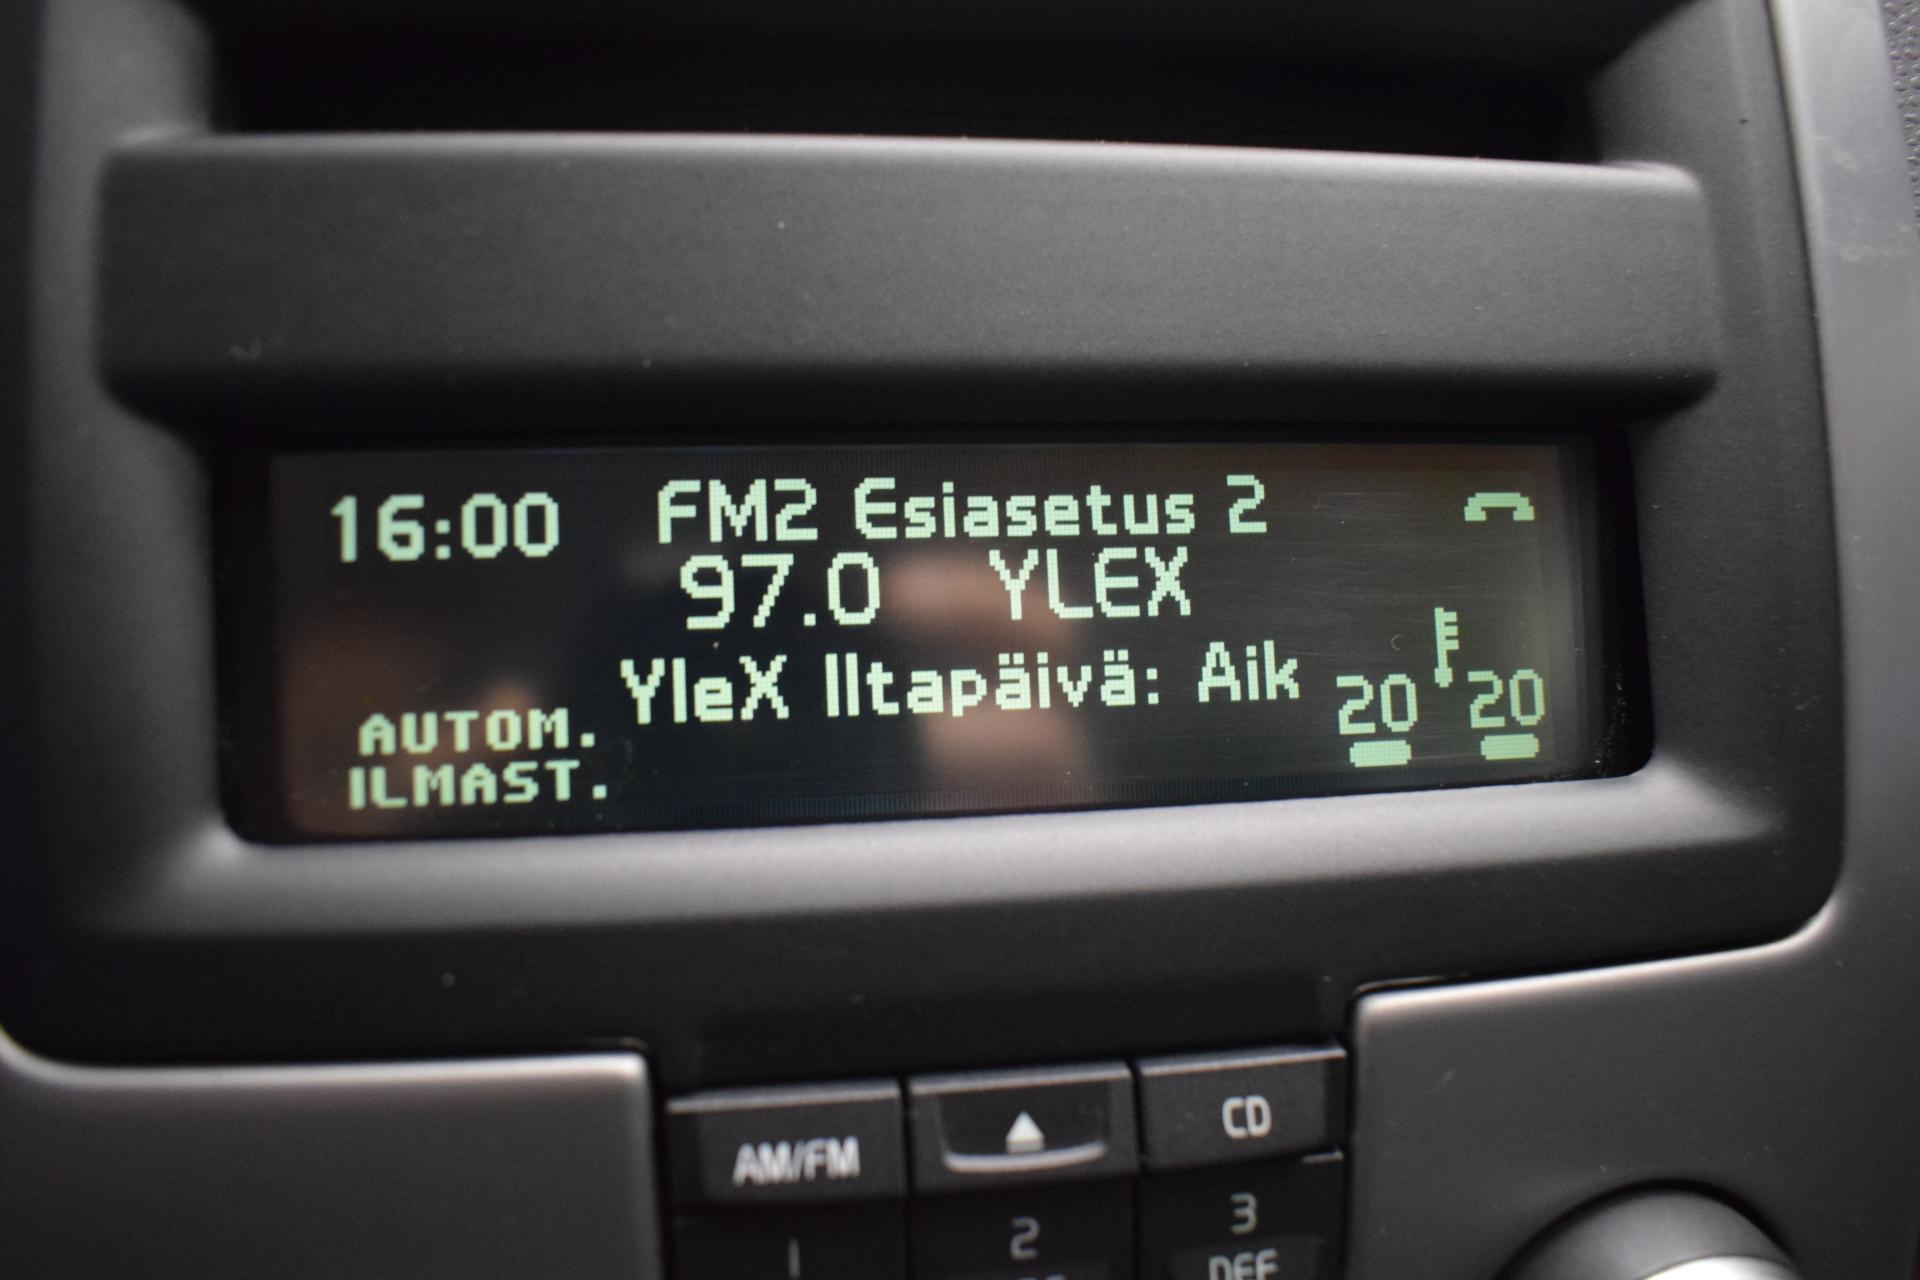 16:00 FM2 Esiasetus 2
97.0 YLEX
YleX Iltapäivä: Aik
20 20
AUTOM.
ILMAST.
AM/FM
CD
1
2
3
DEF